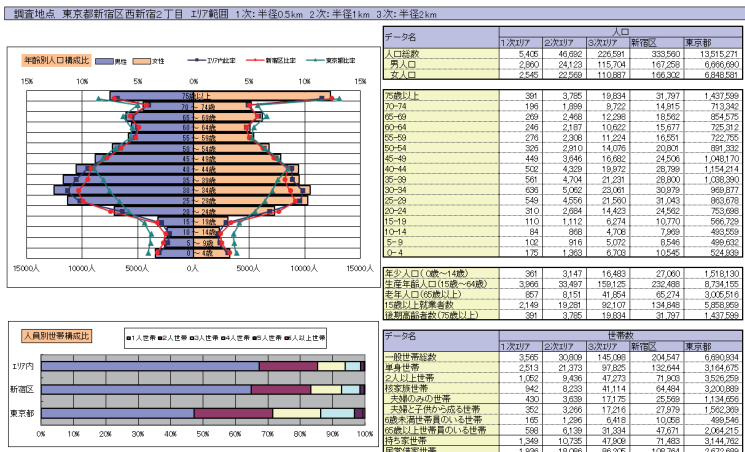 調査地点 東京都新宿区西新宿2丁目 エリア範囲 1次：半径0.5km 2次：半径1km 3次：半径2km
年齢別人口構成比 男性 女性 エリア内比率 新宿区比率 東京都比率
15% 10% 5% 0% 0% 5% 10% 15%
75歳以上
70 ～ 74歳
65 ～ 69歳
60 ～ 64歳
55 ～ 59歳
50 ～ 54歳
45 ～ 49歳
40 ～ 44歳
35 ～ 39歳
30 ～ 34歳
25 ～ 29歳
20 ～ 24歳
15 ～ 19歳
10 ～ 14歳
5 ～ 9歳
0 ～ 4歳
15000人 10000人 5000人 0人 0人 5000人 10000人 15000人
人員別世帯構成比 1人世帯 2人世帯 3人世帯 4人世帯 5人世帯 6人以上世帯
エリア内
新宿区
東京都
0% 10% 20% 30% 40% 50% 60% 70% 80% 90% 100%
データ名 人口
1次エリア 2次エリア 3次エリア 新宿区 東京都
人口総数 5,405 46,692 226,591 333,560 13,515,271
男人口 2,860 24,123 115,704 167,258 6,666,690
女人口 2,545 22,569 110,887 166,302 6,848,581
75歳以上 391 3,785 19,834 31,797 1,437,599
70-74 196 1,899 9,722 14,915 713,342
65-69 269 2,468 12,298 18,562 854,575
60-64 246 2,187 10,622 15,677 725,312
55-59 276 2,308 11,224 16,551 722,755
50-54 326 2,910 14,076 20,801 891,332
45-49 449 3,646 16,682 24,506 1,048,170
40-44 502 4,329 19,972 28,799 1,154,214
35-39 561 4,704 21,231 28,800 1,038,390
30-34 636 5,062 23,061 30,979 969,877
25-29 549 4,556 21,560 31,043 863,678
20-24 310 2,684 14,423 24,562 753,698
15-19 110 1,112 6,274 10,770 566,729
10-14 84 868 4,708 7,969 493,559
5-9 102 916 5,072 8,546 499,632
0-4 175 1,363 6,703 10,545 524,939
年少人口(0歳～14歳) 361 3,147 16,483 27,060 1,518,130
生産年齢人口(15歳～64歳) 3,966 33,497 159,125 232,488 8,734,155
老年人口(65歳以上) 857 8,151 41,854 65,274 3,005,516
15歳以上就業者数 2,149 19,281 92,107 134,848 5,858,959
後期高齢者数(75歳以上) 391 3,785 19,834 31,797 1,437,599
データ名 世帯数
1次エリア 2次エリア 3次エリア 新宿区 東京都
一般世帯総数 3,565 30,809 145,098 204,547 6,690,934
単身世帯 2,513 21,373 97,825 132,644 3,164,675
2人以上世帯 1,052 9,436 47,273 71,903 3,526,259
核家族世帯 942 8,233 41,114 64,484 3,200,889
夫婦のみの世帯 430 3,639 17,175 25,569 1,134,656
夫婦と子供から成る世帯 352 3,266 17,216 27,979 1,562,369
6歳未満世帯員のいる世帯 165 1,296 6,418 10,058 499,546
65歳以上世帯員のいる世帯 598 6,139 31,334 47,671 2,064,215
持ち家世帯 1,349 10,735 47,909 71,483 3,144,762